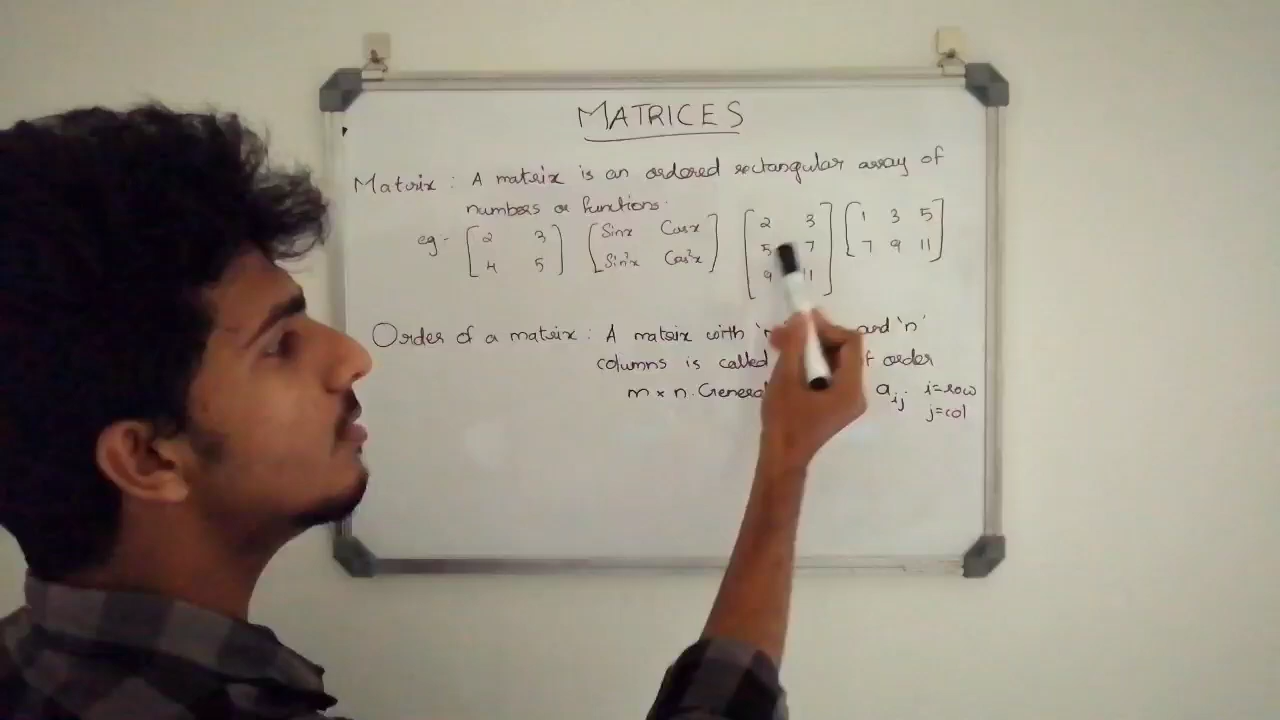 MATRICES
Matrix : A matrix is an ordered rectangular array of
numbers or functions.
eg - [2 3 [Sinx Cosx] [2 3 [1 3 5
4 5] [Sin²x Cos²x] 5 7 7 9 11]
9 11]
Order of a matrix : A matrix with 'm' and 'n'
columns is called of order
m × n. General aij i=row
j=col